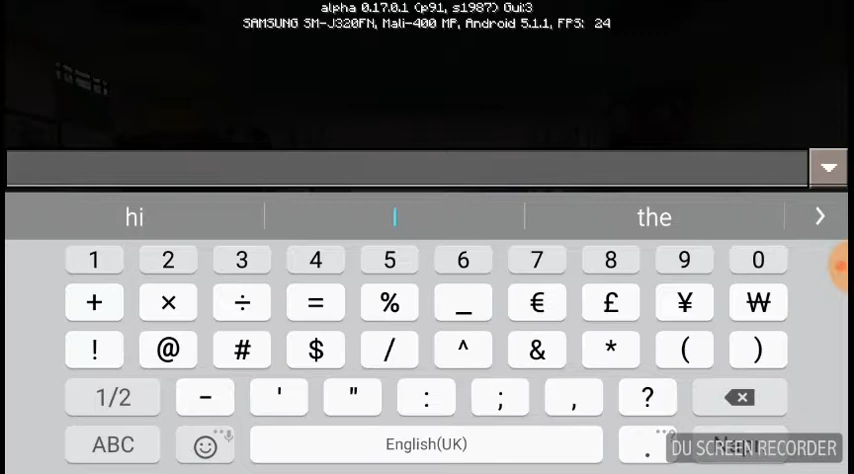 alpha 0.17.0.1 (p91, s1987) Gui:3
SAMSUNG SM-J320FN, Mali-400 MP, Android 5.1.1, FPS: 24
hi I the >
1 2 3 4 5 6 7 8 9 0
+ × ÷ = % _ € £ ¥ ₩
! @ # $ / ^ & * ( )
1/2 - ' " : ; , ?
ABC English(UK) .
DU SCREEN RECORDER